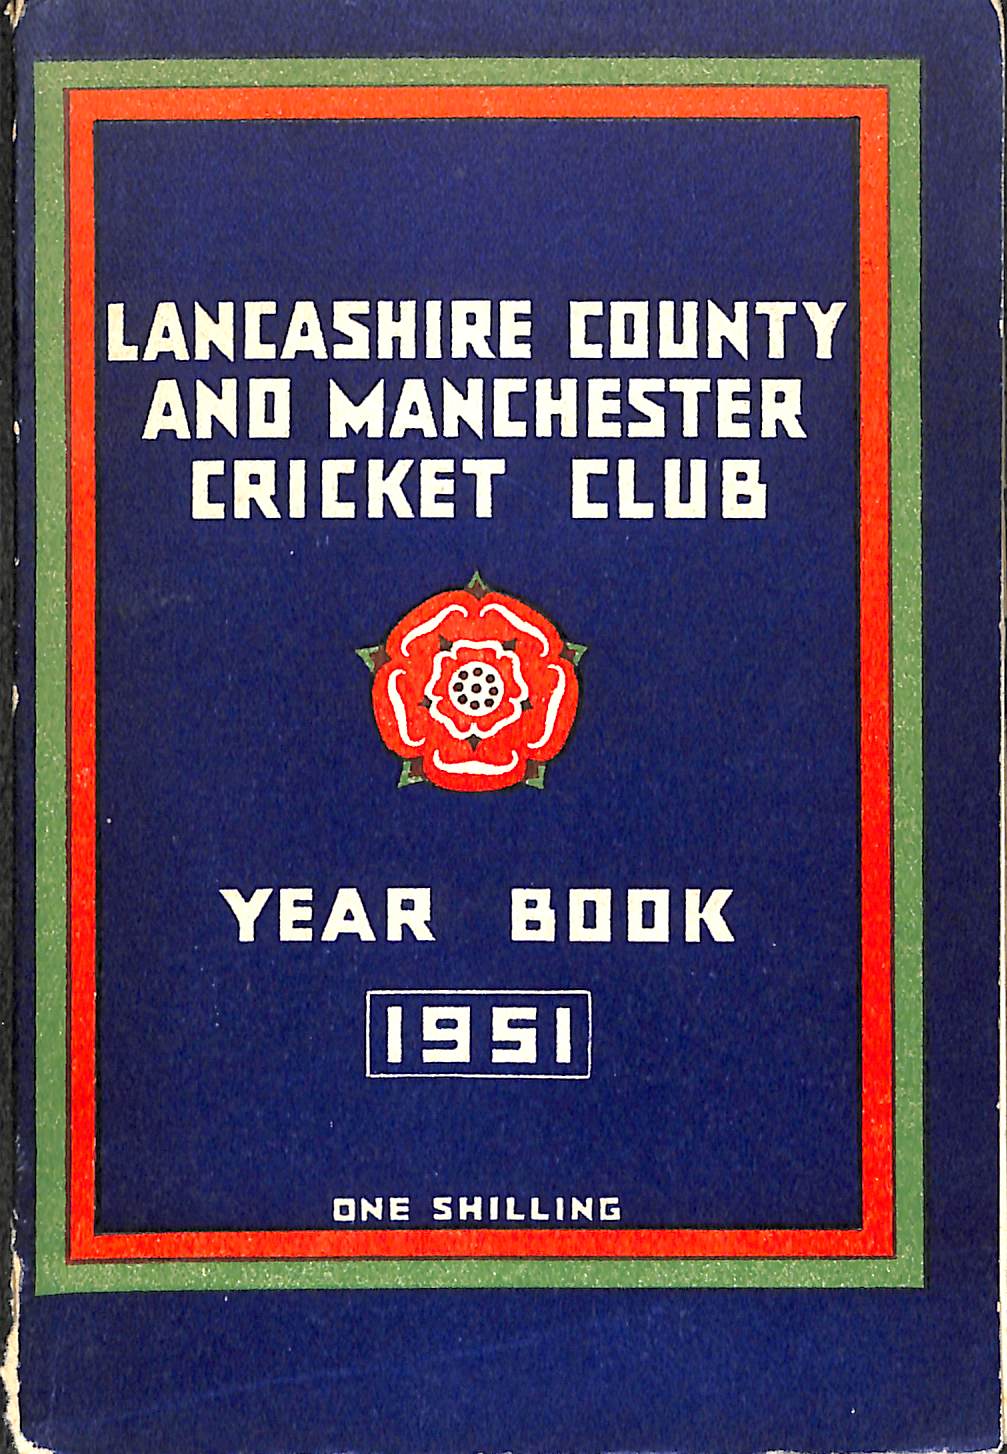 LANCASHIRE COUNTY
AND MANCHESTER
CRICKET CLUB
YEAR BOOK
1951
ONE SHILLING